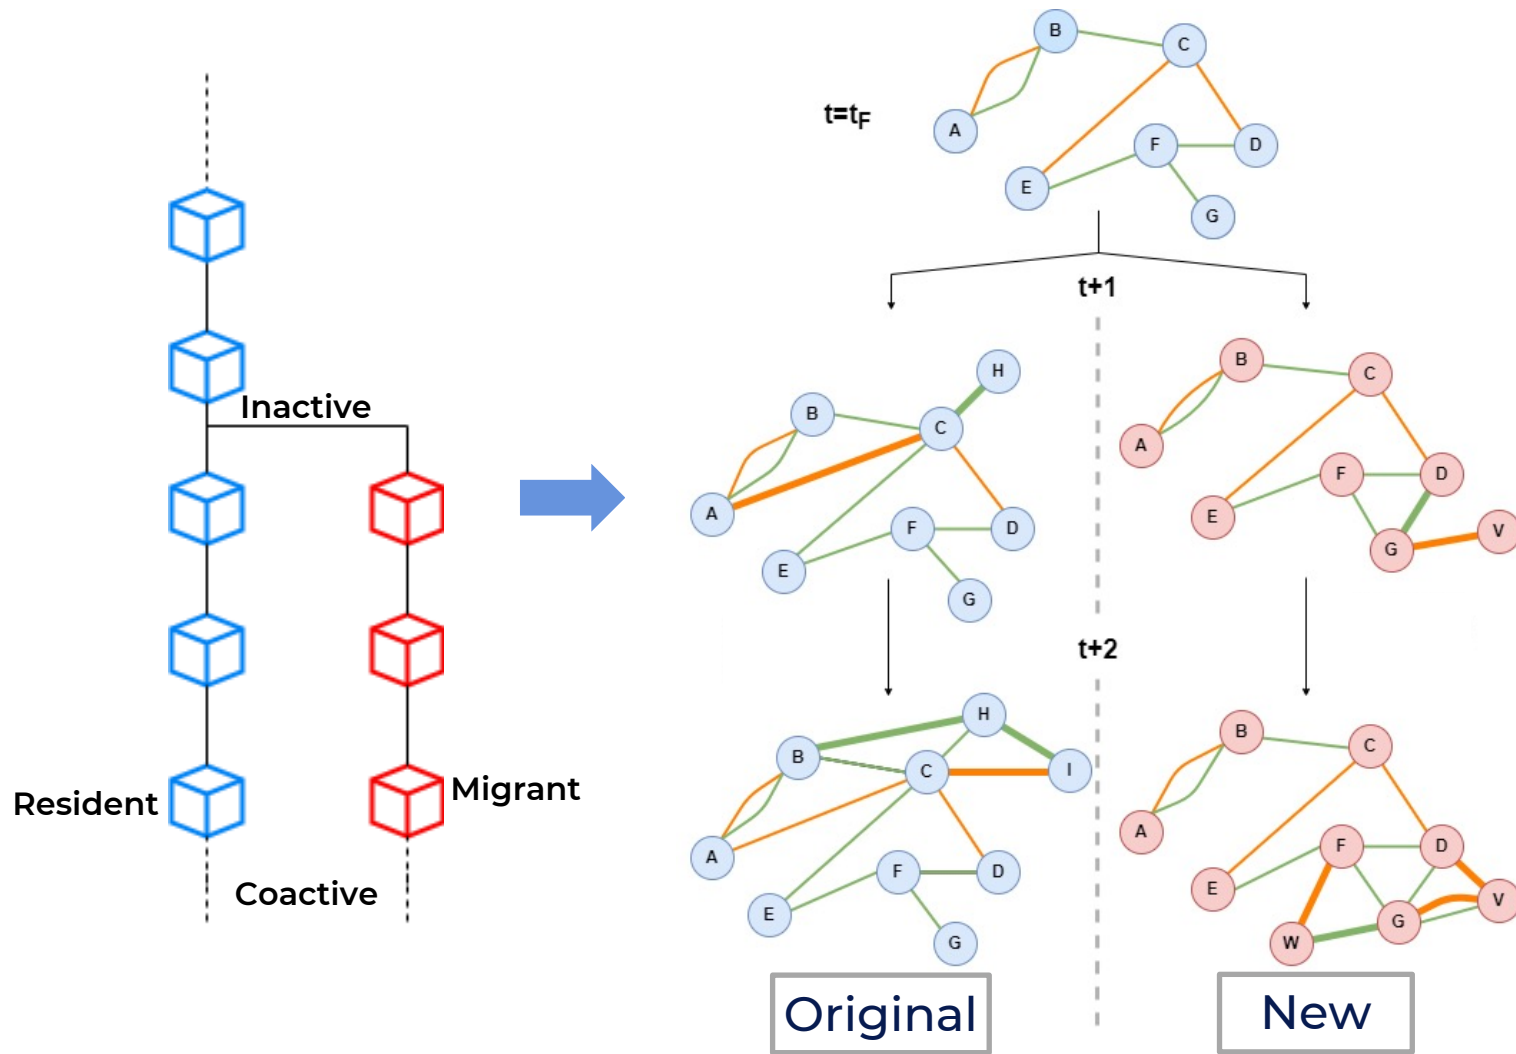 Inactive
Resident
Migrant
Coactive
t=tF
B
C
A
F
D
E
G
t+1
H
B
C
A
F
D
E
G
B
C
A
F
D
E
V
G
t+2
H
B
C
I
A
F
D
E
G
B
C
A
F
D
E
V
G
W
Original
New